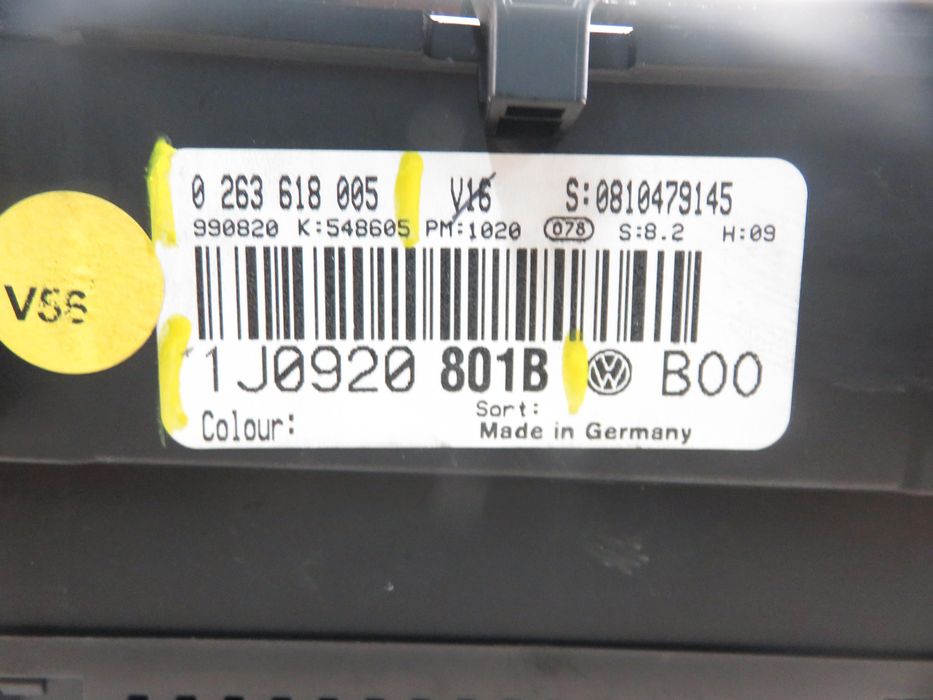 0 263 618 005 V16 S:0810479145
990820 K:548605 PM:1020 078 S:8.2 H:09
1J0920 801B VW B00
Sort:
Colour: Made in Germany
VS6